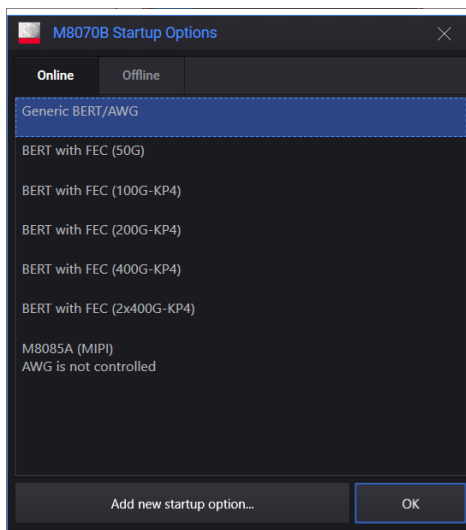 M8070B Startup Options
Online
Offline
Generic BERT/AWG
BERT with FEC (50G)
BERT with FEC (100G-KP4)
BERT with FEC (200G-KP4)
BERT with FEC (400G-KP4)
BERT with FEC (2x400G-KP4)
M8085A (MIPI)
AWG is not controlled
Add new startup option...
OK